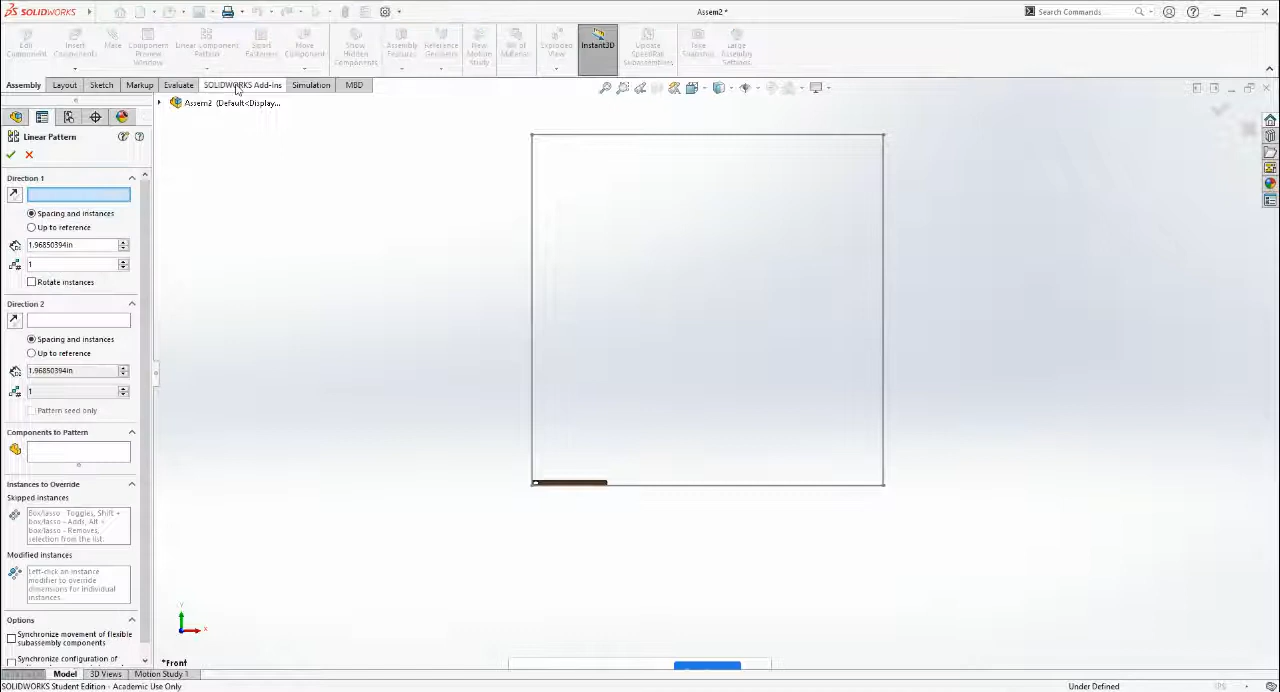 SOLIDWORKS
Assem2 *
Search Commands
Edit Component
Insert Components
Mate
Component Preview Window
Linear Component Pattern
Smart Fasteners
Move Component
Show Hidden Components
Assembly Features
Reference Geometry
New Motion Study
Bill of Materials
Exploded View
Instant3D
Update SpeedPak Subassemblies
Take Snapshot
Large Assembly Settings
Assembly
Layout
Sketch
Markup
Evaluate
SOLIDWORKS Add-Ins
Simulation
MBD
Assem2 (Default<Display...
Linear Pattern
Direction 1
Spacing and instances
Up to reference
1.96850394in
1
Rotate instances
Direction 2
Spacing and instances
Up to reference
1.96850394in
1
Pattern seed only
Components to Pattern
Instances to Override
Skipped instances
Box/lasso - Toggles, Shift +
box/lasso - Adds, Alt +
box/lasso - Removes,
selection from the list.
Modified instances
Left-click on an instance
modifier to override
dimensions for individual
instances.
Options
Synchronize movement of flexible
subassembly components
Synchronize configuration of
Y
X
*Front
Model
3D Views
Motion Study 1
SOLIDWORKS Student Edition - Academic Use Only
Under Defined
IPS